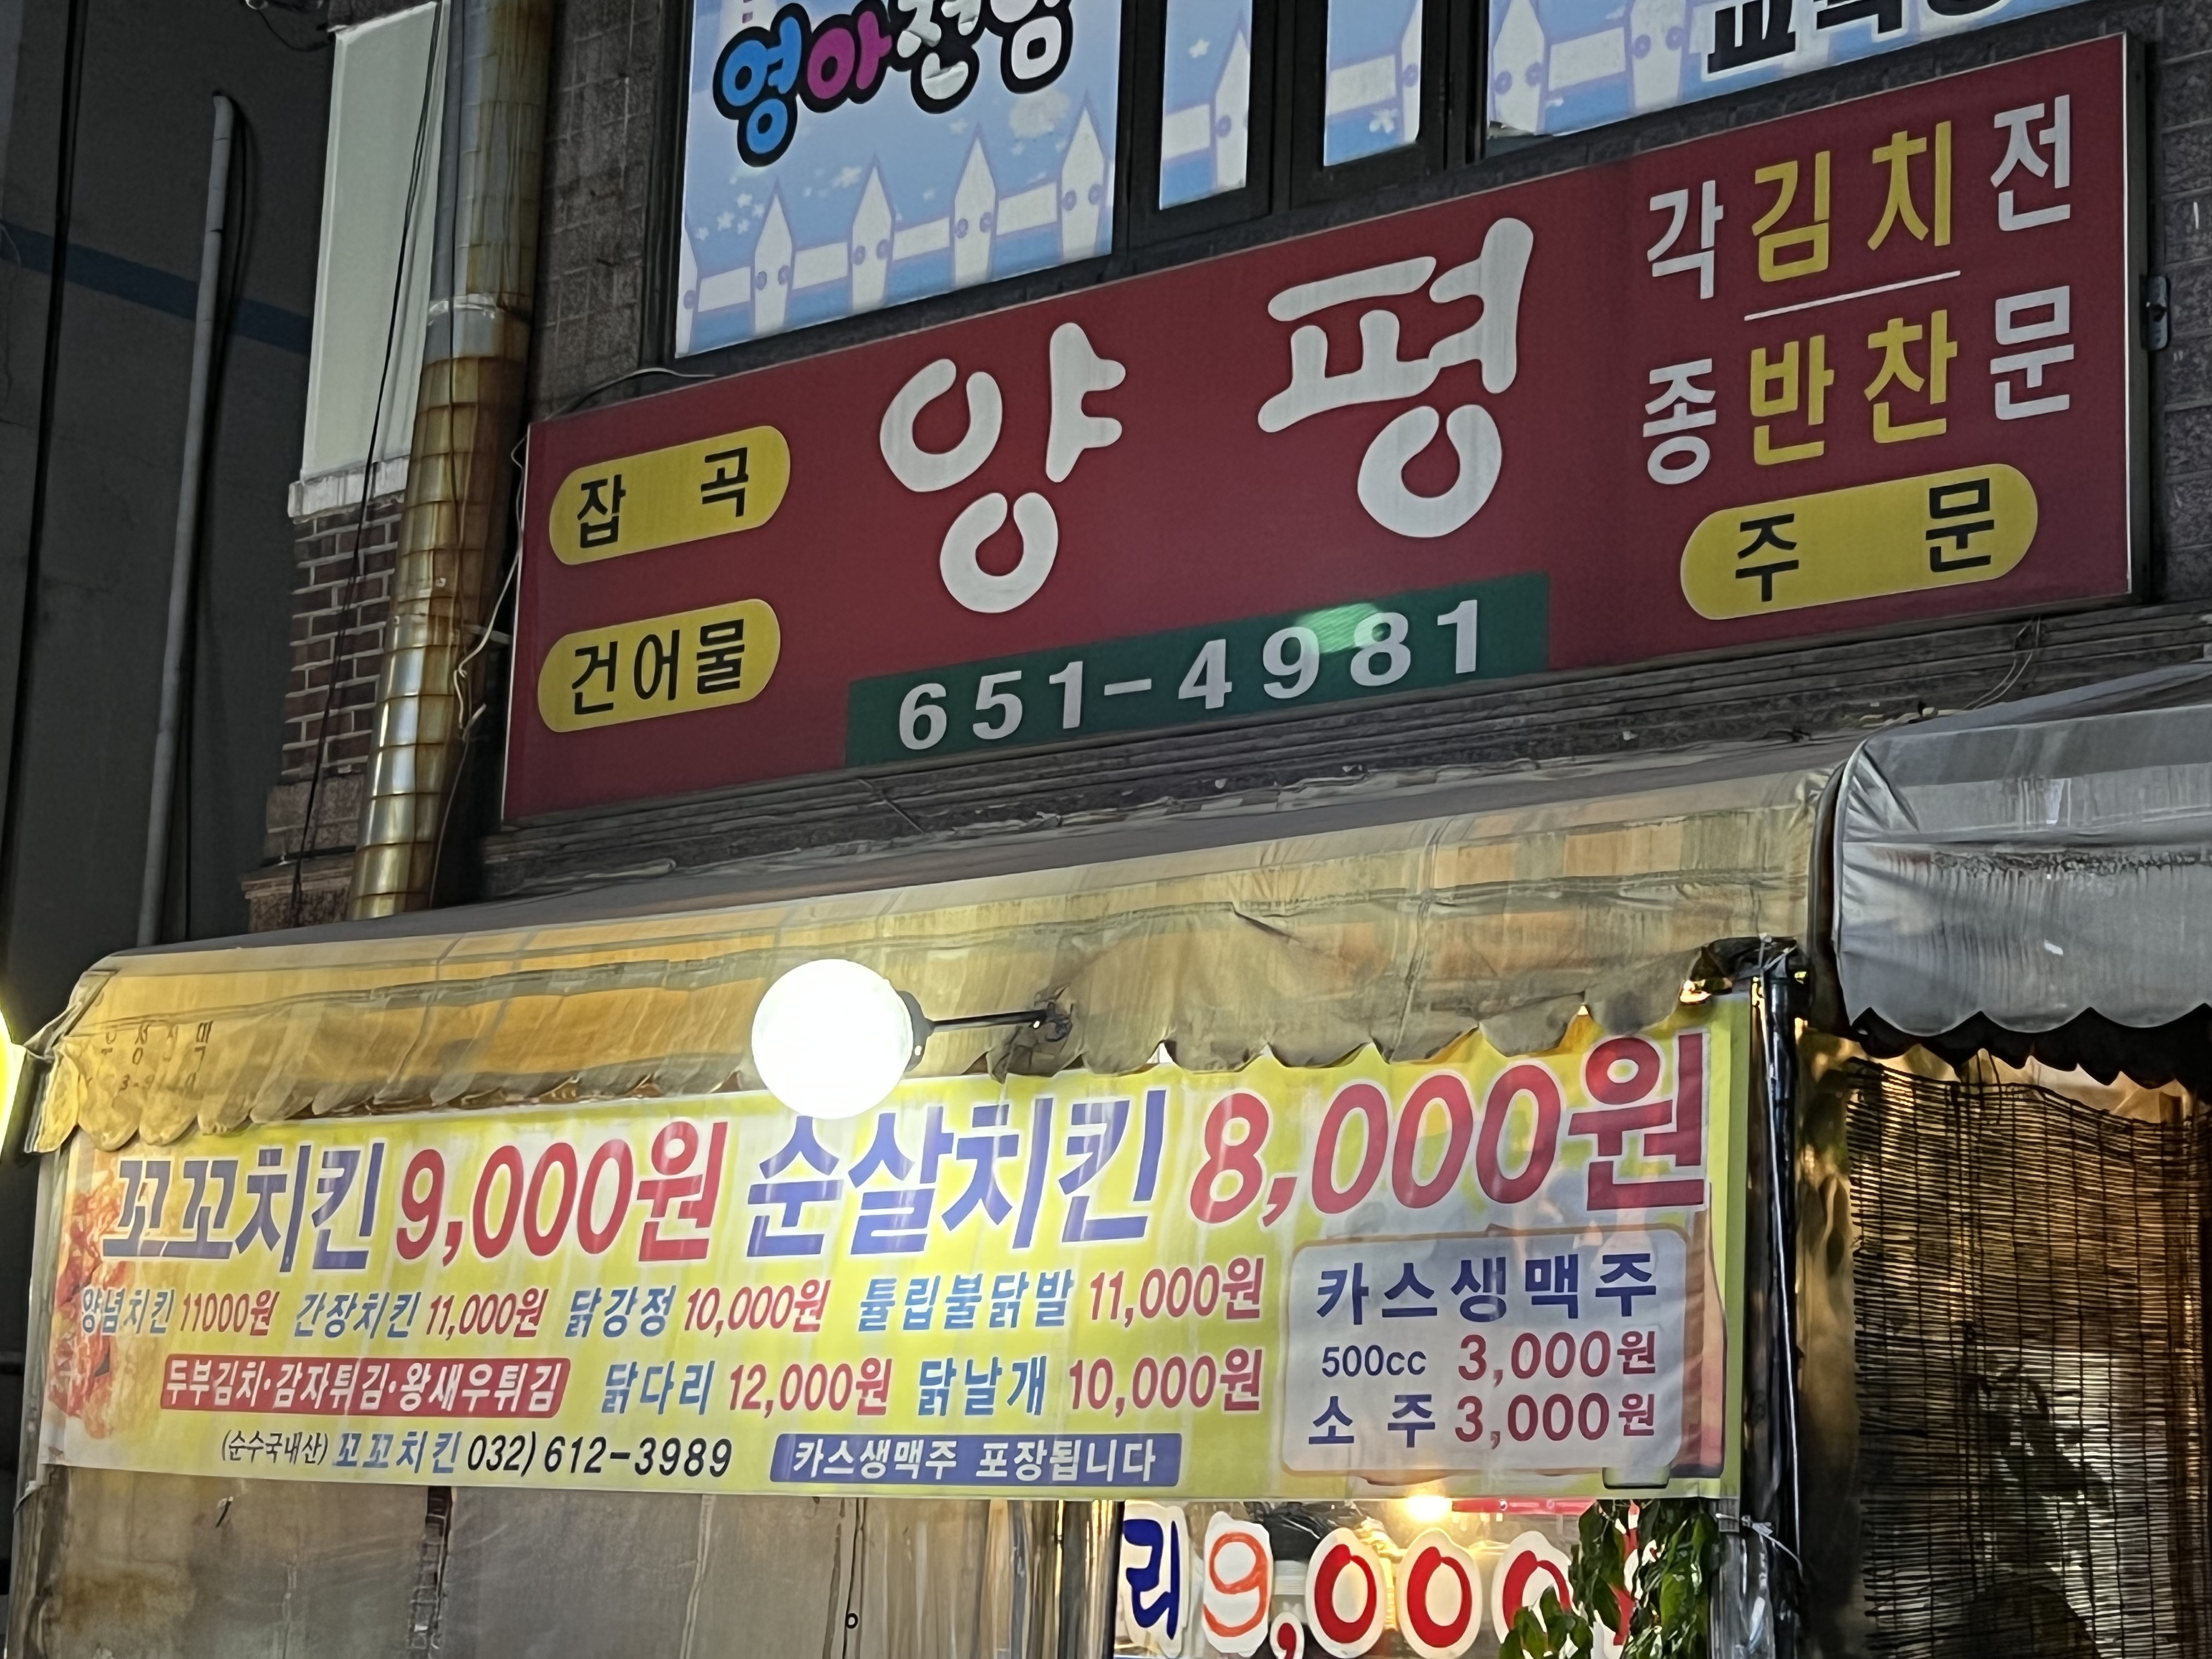 영아전담
양평
651-4981
잡곡
건어물
각종 김치 반찬 전문
주문
꼬꼬치킨 9,000원 순살치킨 8,000원
양념치킨 11000원 간장치킨 11,000원 닭강정 10,000원 튤립불닭발 11,000원
두부김치·감자튀김·왕새우튀김 닭다리 12,000원 닭날개 10,000원
(순수국내산) 꼬꼬치킨 032) 612-3989 카스생맥주 포장됩니다
카스생맥주
500cc 3,000원
소주 3,000원
리 9,000